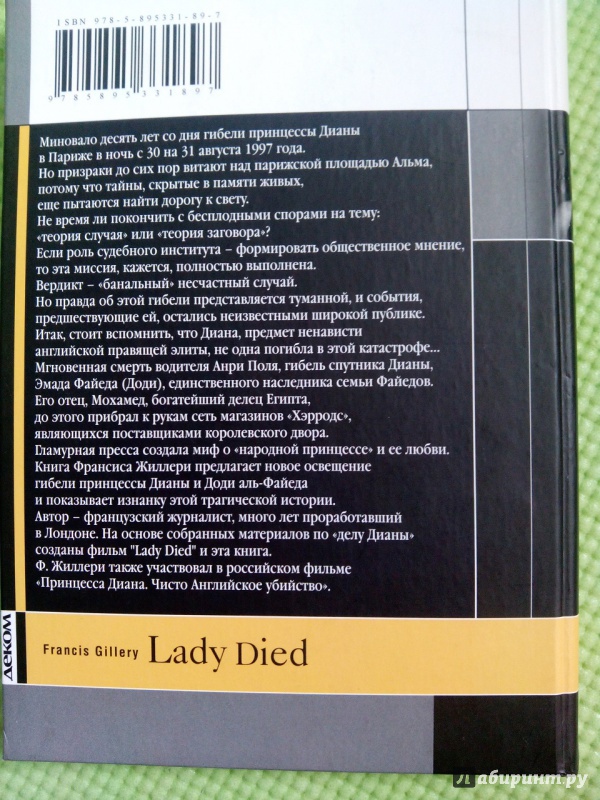 ISBN 978-5-895331-89-7
9 785895 331897
Миновало десять лет со дня гибели принцессы Дианы
в Париже в ночь с 30 на 31 августа 1997 года.
Но призраки до сих пор витают над парижской площадью Альма,
потому что тайны, скрытые в памяти живых,
еще пытаются найти дорогу к свету.
Не время ли покончить с бесплодными спорами на тему:
«теория случая» или «теория заговора»?
Если роль судебного института – формировать общественное мнение,
то эта миссия, кажется, полностью выполнена.
Вердикт – «банальный» несчастный случай.
Но правда об этой гибели представляется туманной, и события,
предшествующие ей, остались неизвестными широкой публике.
Итак, стоит вспомнить, что Диана, предмет ненависти
английской правящей элиты, не одна погибла в этой катастрофе...
Мгновенная смерть водителя Анри Поля, гибель спутника Дианы,
Эмада Файеда (Доди), единственного наследника семьи Файедов.
Его отец, Мохамед, богатейший делец Египта,
до этого прибрал к рукам сеть магазинов «Хэрродс»,
являющихся поставщиками королевского двора.
Гламурная пресса создала миф о «народной принцессе» и ее любви.
Книга Франсиса Жиллери предлагает новое освещение
гибели принцессы Дианы и Доди аль-Файеда
и показывает изнанку этой трагической истории.
Автор – французский журналист, много лет проработавший
в Лондоне. На основе собранных материалов по «делу Дианы»
созданы фильм "Lady Died" и эта книга.
Ф. Жиллери также участвовал в российском фильме
«Принцесса Диана. Чисто Английское убийство».
деком
Francis Gillery Lady Died
Лабиринт.ру